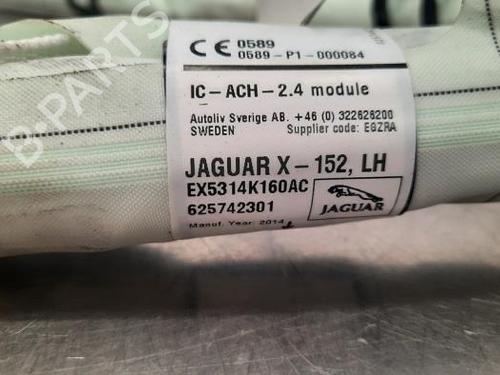 CE 0589
0589-P1-000084
IC-ACH-2.4 module
Autoliv Sverige AB. +46 (0) 322626200
SWEDEN Supplier code: EGZRA
JAGUAR X-152, LH
EX5314K160AC
625742301
JAGUAR
Manuf. Year: 2014
B-PARTS